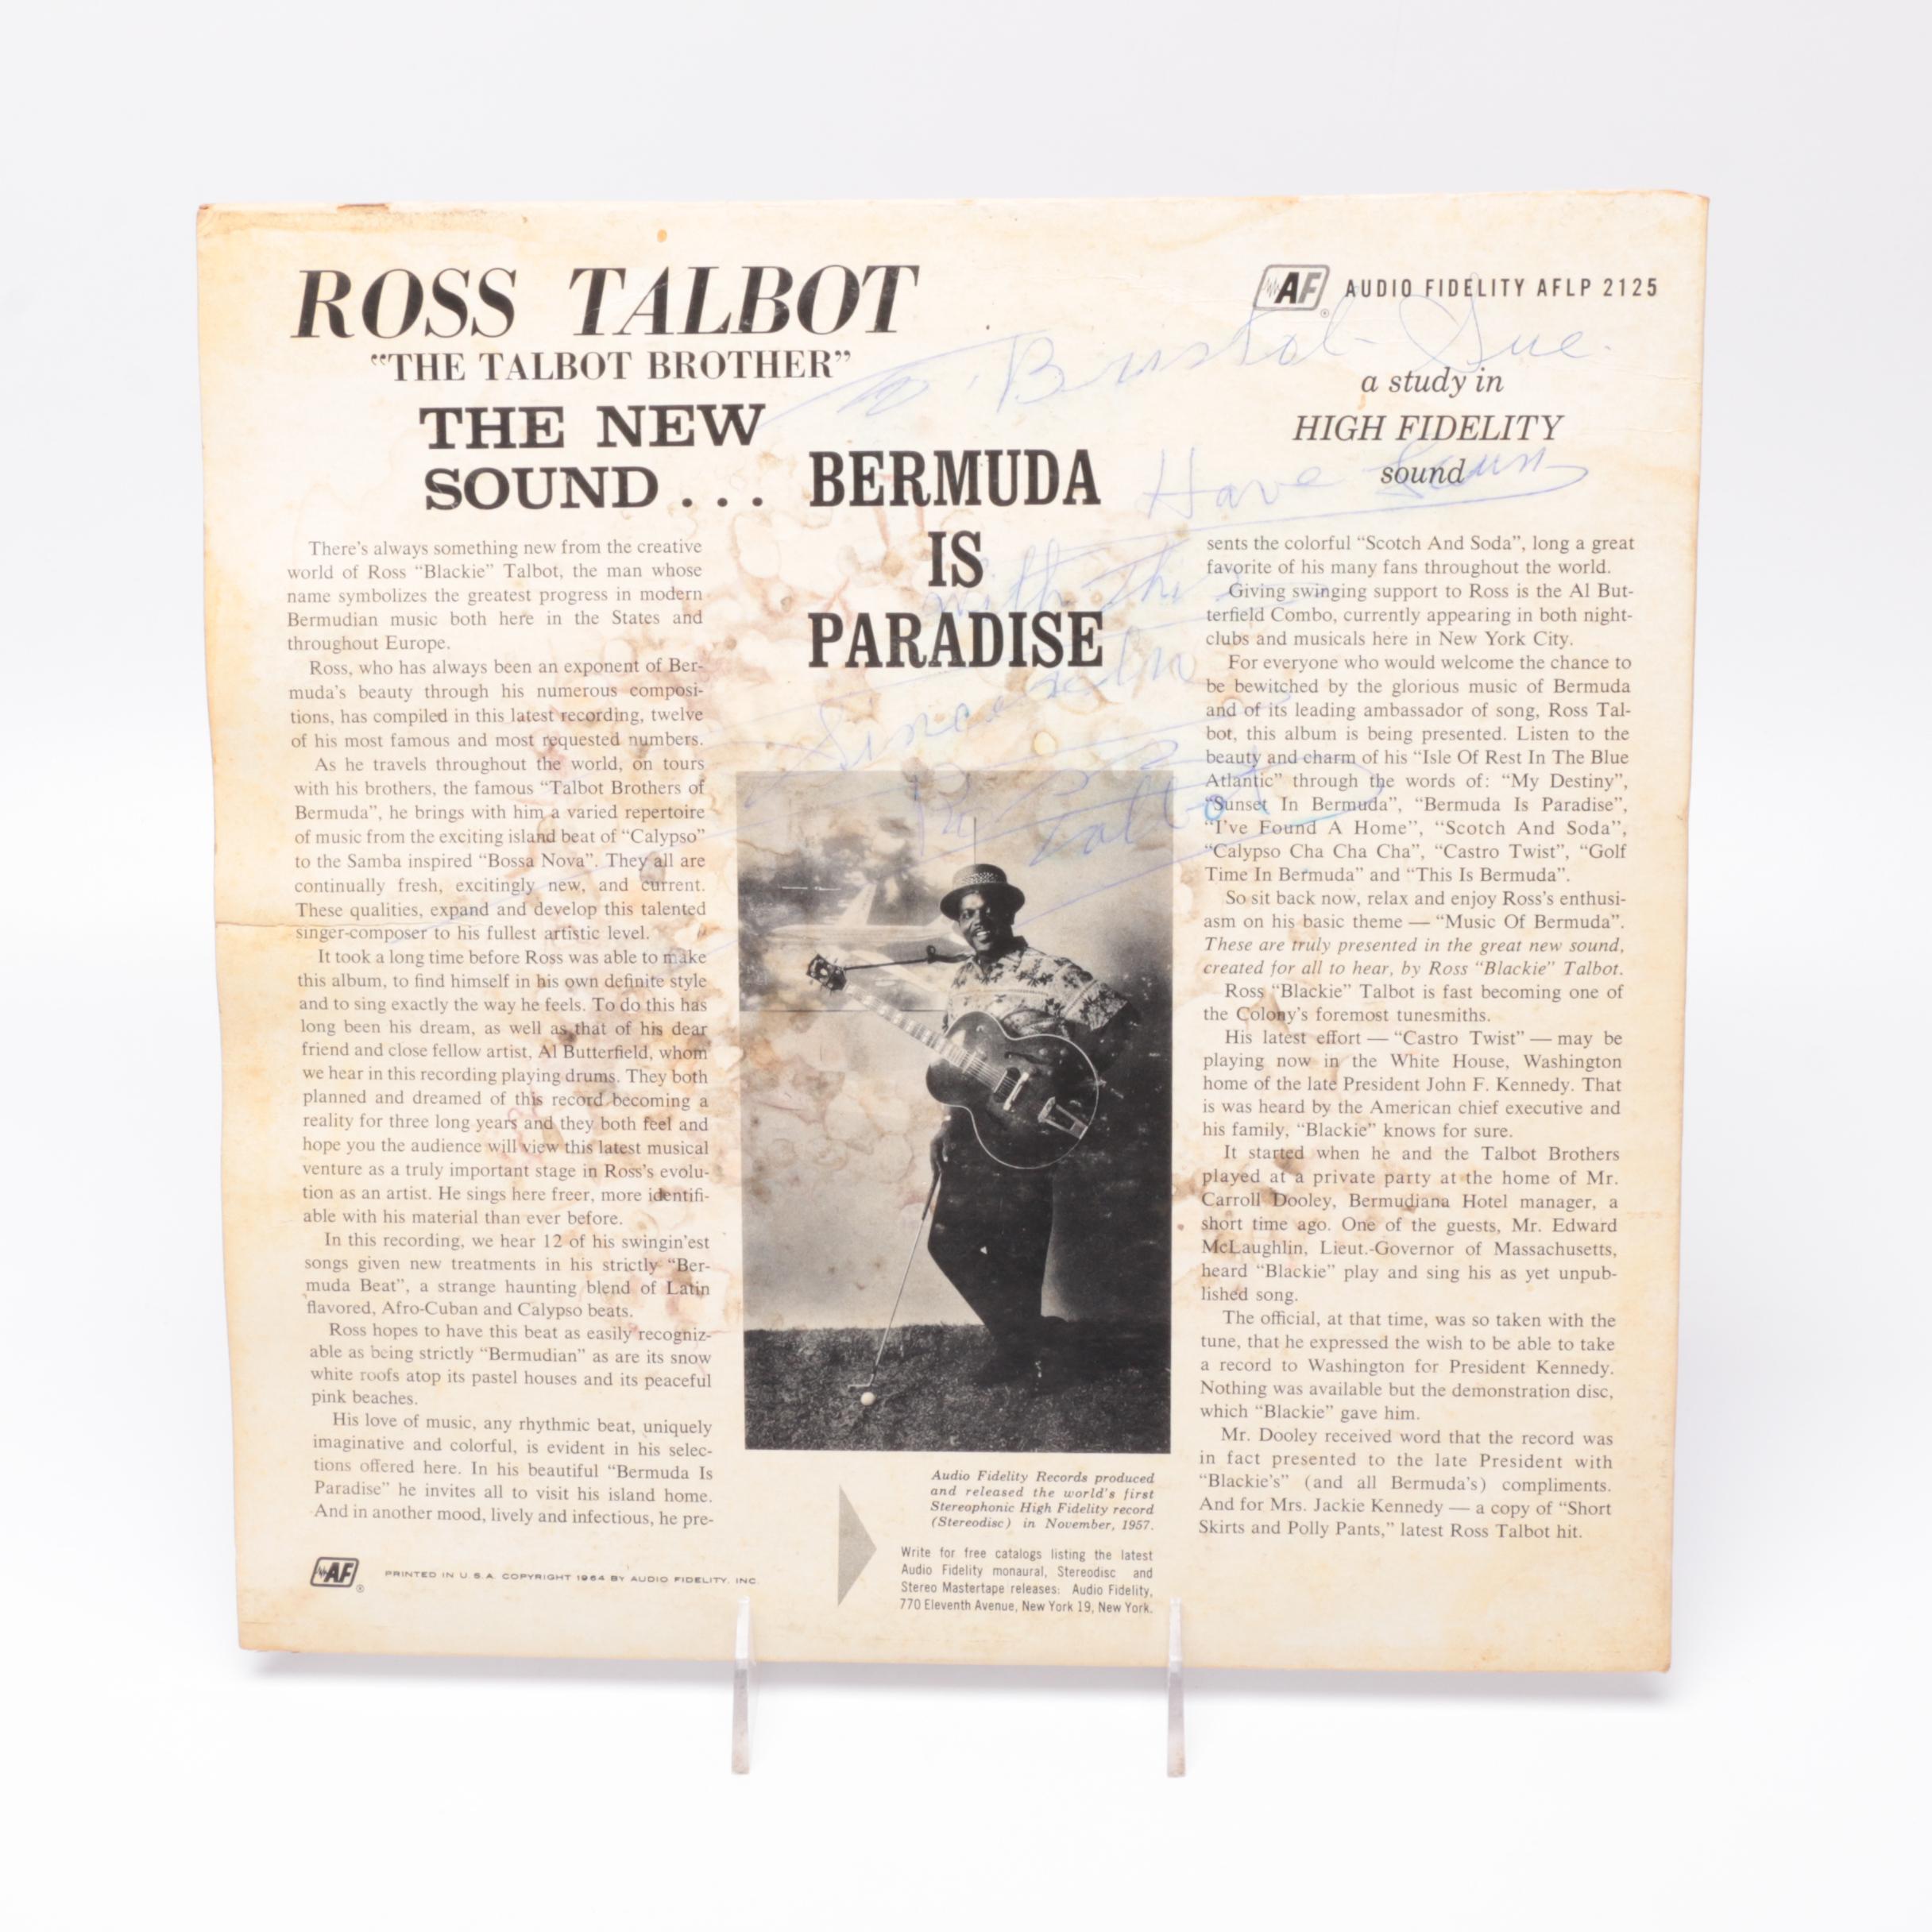 ROSS TALBOT
"THE TALBOT BROTHER"
THE NEW
SOUND . . .
BERMUDA
IS
PARADISE
AF ® AUDIO FIDELITY AFLP 2125
a study in
HIGH FIDELITY
sound
To Bristol Sue.
Have Fun
with this
Sincerely
Talbot
There's always something new from the creative
world of Ross "Blackie" Talbot, the man whose
name symbolizes the greatest progress in modern
Bermudian music both here in the States and
throughout Europe.
Ross, who has always been an exponent of Ber-
muda's beauty through his numerous composi-
tions, has compiled in this latest recording, twelve
of his most famous and most requested numbers.
As he travels throughout the world, on tours
with his brothers, the famous "Talbot Brothers of
Bermuda", he brings with him a varied repertoire
of music from the exciting island beat of "Calypso"
to the Samba inspired "Bossa Nova". They all are
continually fresh, excitingly new, and current.
These qualities, expand and develop this talented
singer-composer to his fullest artistic level.
It took a long time before Ross was able to make
this album, to find himself in his own definite style
and to sing exactly the way he feels. To do this has
long been his dream, as well as that of his dear
friend and close fellow artist, Al Butterfield, whom
we hear in this recording playing drums. They both
planned and dreamed of this record becoming a
reality for three long years and they both feel and
hope you the audience will view this latest musical
venture as a truly important stage in Ross's evolu-
tion as an artist. He sings here freer, more identifi-
able with his material than ever before.
In this recording, we hear 12 of his swingin'est
songs given new treatments in his strictly "Ber-
muda Beat", a strange haunting blend of Latin
flavored, Afro-Cuban and Calypso beats.
Ross hopes to have this beat as easily recogniz-
able as being strictly "Bermudian" as are its snow
white roofs atop its pastel houses and its peaceful
pink beaches.
His love of music, any rhythmic beat, uniquely
imaginative and colorful, is evident in his selec-
tions offered here. In his beautiful "Bermuda Is
Paradise" he invites all to visit his island home.
And in another mood, lively and infectious, he pre-
sents the colorful "Scotch And Soda", long a great
favorite of his many fans throughout the world.
Giving swinging support to Ross is the Al But-
terfield Combo, currently appearing in both night-
clubs and musicals here in New York City.
For everyone who would welcome the chance to
be bewitched by the glorious music of Bermuda
and of its leading ambassador of song, Ross Tal-
bot, this album is being presented. Listen to the
beauty and charm of his "Isle Of Rest In The Blue
Atlantic" through the words of: "My Destiny",
"Sunset In Bermuda", "Bermuda Is Paradise",
"I've Found A Home", "Scotch And Soda",
"Calypso Cha Cha Cha", "Castro Twist", "Golf
Time In Bermuda" and "This Is Bermuda".
So sit back now, relax and enjoy Ross's enthusi-
asm on his basic theme — "Music Of Bermuda".
These are truly presented in the great new sound,
created for all to hear, by Ross "Blackie" Talbot.
Ross "Blackie" Talbot is fast becoming one of
the Colony's foremost tunesmiths.
His latest effort — "Castro Twist" — may be
playing now in the White House, Washington
home of the late President John F. Kennedy. That
is was heard by the American chief executive and
his family, "Blackie" knows for sure.
It started when he and the Talbot Brothers
played at a private party at the home of Mr.
Carroll Dooley, Bermudiana Hotel manager, a
short time ago. One of the guests, Mr. Edward
McLaughlin, Lieut.-Governor of Massachusetts,
heard "Blackie" play and sing his as yet unpub-
lished song.
The official, at that time, was so taken with the
tune, that he expressed the wish to be able to take
a record to Washington for President Kennedy.
Nothing was available but the demonstration disc,
which "Blackie" gave him.
Mr. Dooley received word that the record was
in fact presented to the late President with
"Blackie's" (and all Bermuda's) compliments.
And for Mrs. Jackie Kennedy — a copy of "Short
Skirts and Polly Pants," latest Ross Talbot hit.
Audio Fidelity Records produced
and released the world's first
Stereophonic High Fidelity record
(Stereodisc) in November, 1957.
Write for free catalogs listing the latest
Audio Fidelity monaural, Stereodisc and
Stereo Mastertape releases: Audio Fidelity,
770 Eleventh Avenue, New York 19, New York.
AF ® PRINTED IN U.S.A. COPYRIGHT 1964 BY AUDIO FIDELITY, INC